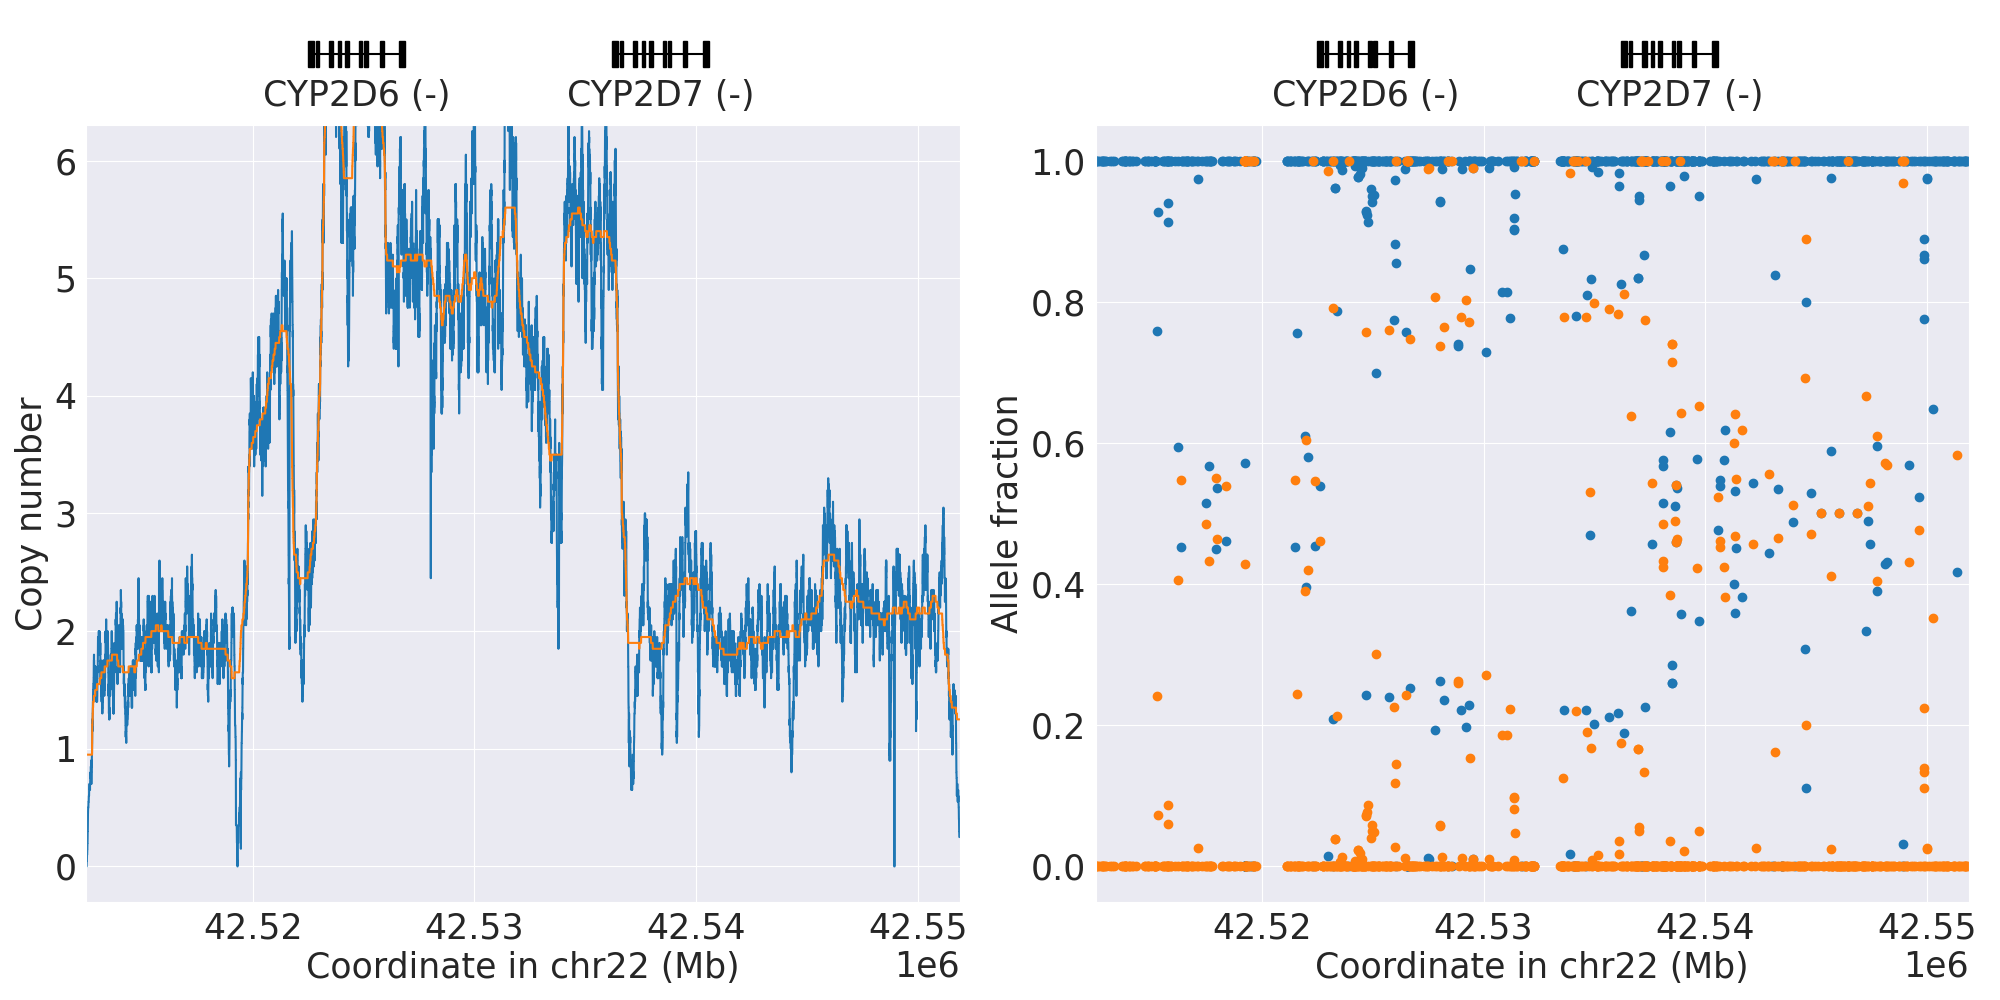 CYP2D6 (-) CYP2D7 (-)
6
5
4
3
2
1
0
Copy number
42.52 42.53 42.54 42.55
Coordinate in chr22 (Mb) 1e6
CYP2D6 (-) CYP2D7 (-)
1.0
0.8
0.6
0.4
0.2
0.0
Allele fraction
42.52 42.53 42.54 42.55
Coordinate in chr22 (Mb) 1e6